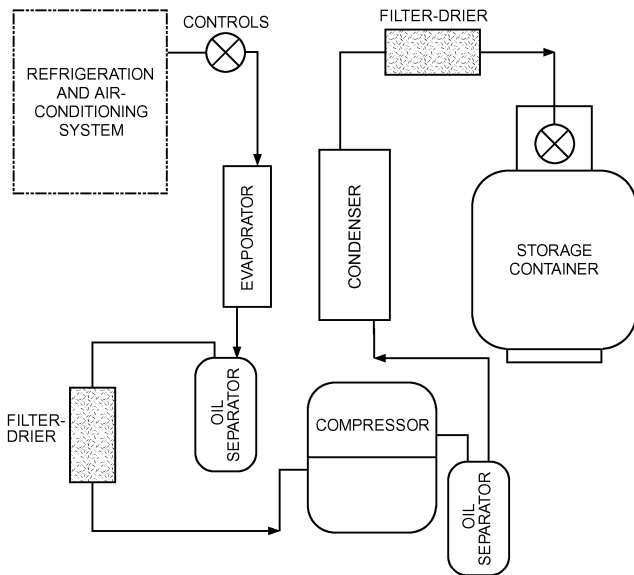 CONTROLS
FILTER-DRIER
REFRIGERATION
AND AIR-
CONDITIONING
SYSTEM
EVAPORATOR
CONDENSER
STORAGE
CONTAINER
FILTER-
DRIER
OIL
SEPARATOR
COMPRESSOR
OIL
SEPARATOR